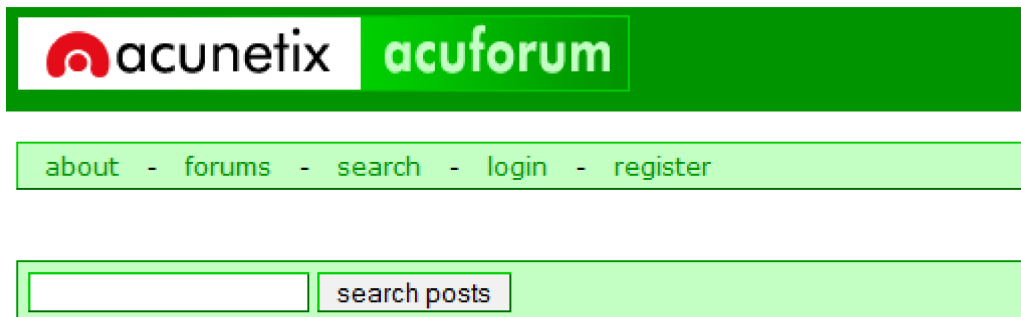 acunetix acuforum
about - forums - search - login - register
search posts